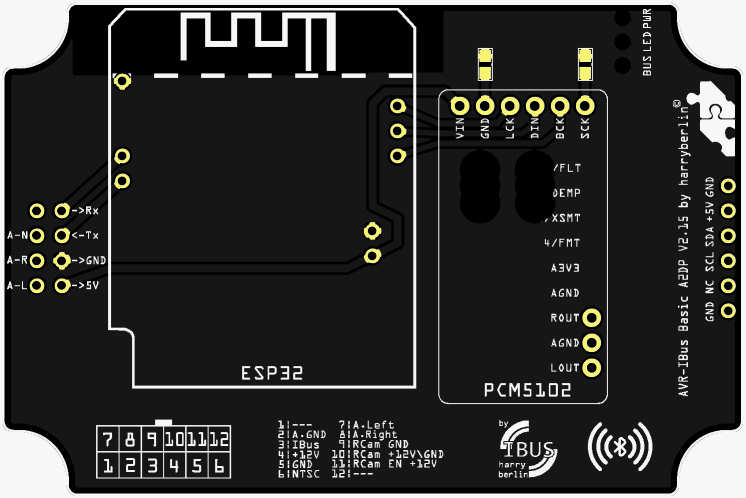 BUS LED PWR
VIN GND LCK DIN BCK SCK
/FLT
DEMP
/XSMT
4/FMT
A3V3
AGND
ROUT
AGND
LOUT
PCM5102
->Rx
A-N <-Tx
A-R ->GND
A-L ->5V
ESP32
GND NC SCL SDA +5V GND
AVR-IBus Basic A2DP V2.15 by harryberlin©
7 8 9 10 11 12
1 2 3 4 5 6
1|--- 7|A.Left
2|A.GND 8|A.Right
3|IBus 9|RCam GND
4|+12V 10|RCam +12V\GND
5|GND 11|RCam EN +12V
6|NTSC 12|---
by
IBUS
harry
berlin